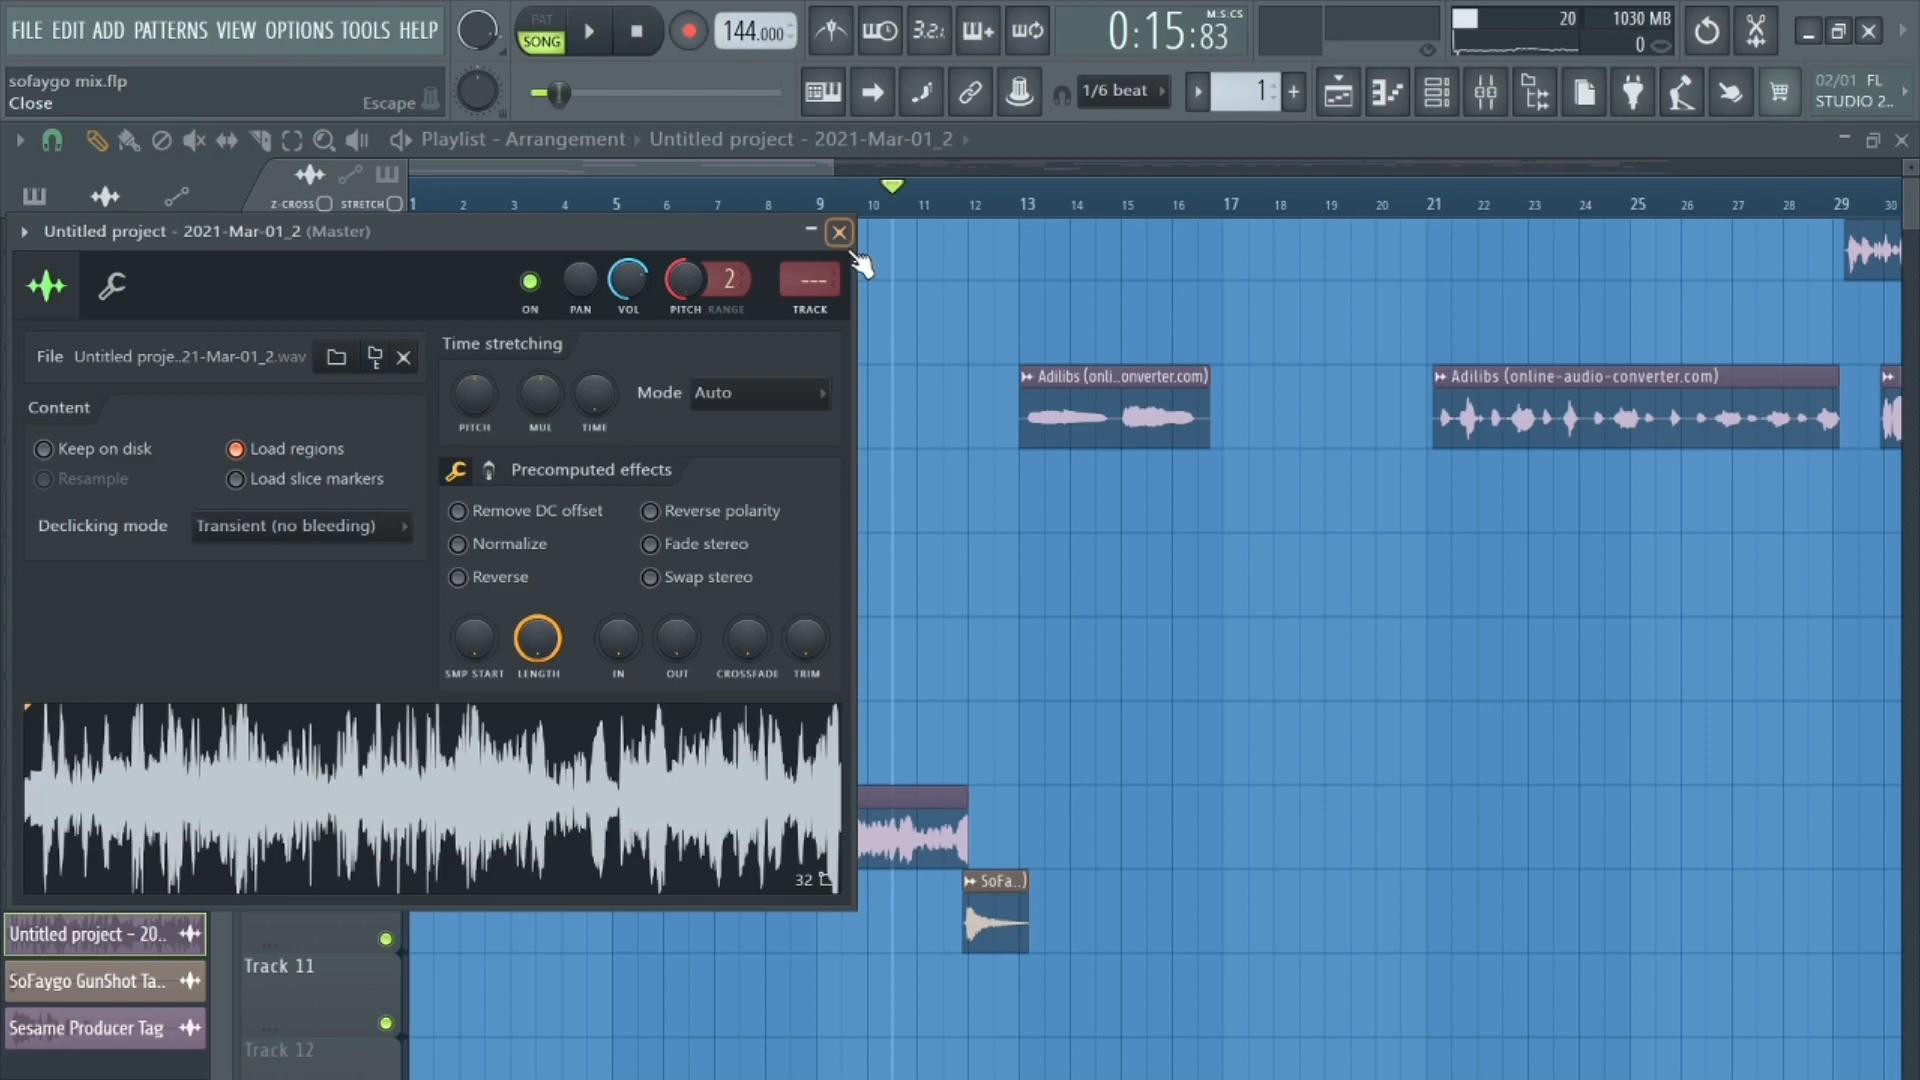 FILE EDIT ADD PATTERNS VIEW OPTIONS TOOLS HELP
PAT
SONG
144.000
3.2.
0:15:83
M:S:CS
20
1030 MB
0
sofaygo mix.flp
Close
Escape
1/6 beat
1
02/01 FL
STUDIO 2..
Playlist - Arrangement
Untitled project - 2021-Mar-01_2
Z-CROSS
STRETCH
1 2 3 4 5 6 7 8 9 10 11 12 13 14 15 16 17 18 19 20 21 22 23 24 25 26 27 28 29 30
Untitled project - 2021-Mar-01_2 (Master)
2
---
ON
PAN
VOL
PITCH
RANGE
TRACK
File
Untitled proje..21-Mar-01_2.wav
Time stretching
PITCH
MUL
TIME
Mode
Auto
Content
Keep on disk
Load regions
Resample
Load slice markers
Declicking mode
Transient (no bleeding)
Precomputed effects
Remove DC offset
Reverse polarity
Normalize
Fade stereo
Reverse
Swap stereo
SMP START
LENGTH
IN
OUT
CROSSFADE
TRIM
32
Adilibs (onli..onverter.com)
Adilibs (online-audio-converter.com)
SoFa..)
Untitled project - 20..
SoFaygo GunShot Ta..
Sesame Producer Tag
Track 11
Track 12